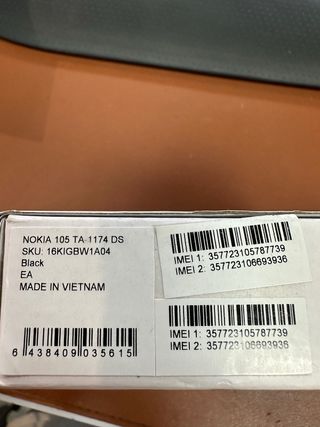 NOKIA 105 TA-1174 DS
SKU: 16KIGBW1A04
Black
EA
MADE IN VIETNAM
6 438409 035615
IMEI 1: 357723105787739
IMEI 2: 357723106693936
IMEI 1: 357723105787739
IMEI 2: 357723106693936